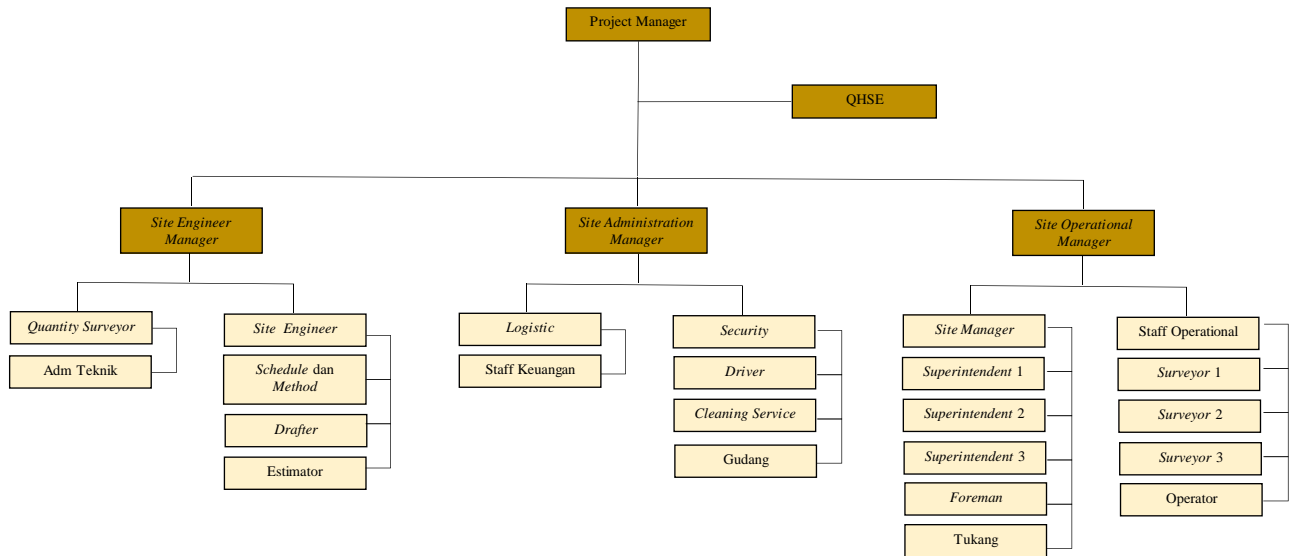 Project Manager
QHSE
Site Engineer
Manager
Site Administration
Manager
Site Operational
Manager
Quantity Surveyor
Adm Teknik
Site Engineer
Schedule dan
Method
Drafter
Estimator
Logistic
Staff Keuangan
Security
Driver
Cleaning Service
Gudang
Site Manager
Superintendent 1
Superintendent 2
Superintendent 3
Foreman
Tukang
Staff Operational
Surveyor 1
Surveyor 2
Surveyor 3
Operator